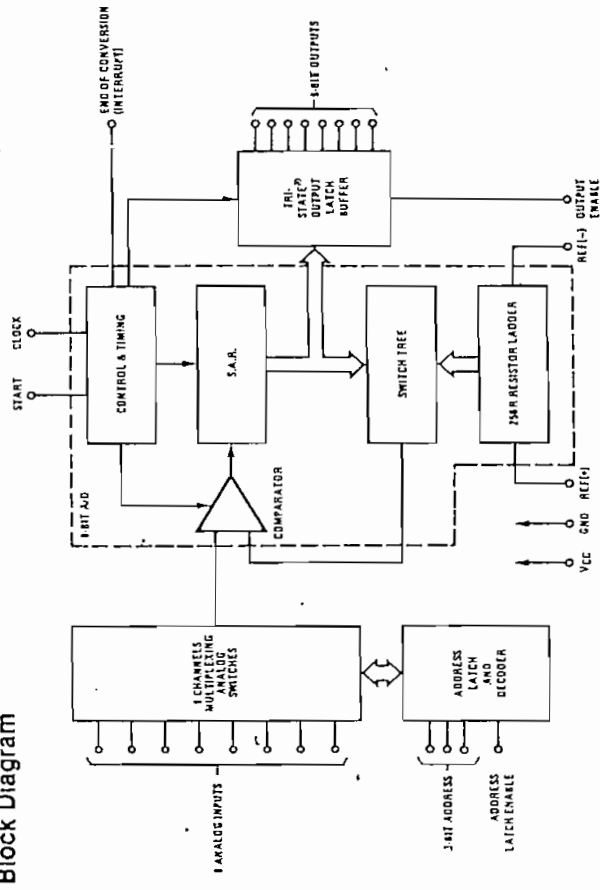 Block Diagram
START
CLOCK
END OF CONVERSION
(INTERRUPT)
8-BIT A/D
CONTROL & TIMING
S.A.R.
COMPARATOR
SWITCH TREE
256 R RESISTOR LADDER
TRI-
STATE®
OUTPUT
LATCH
BUFFER
8-BIT OUTPUTS
8 ANALOG INPUTS
8 CHANNELS
MULTIPLEXING
ANALOG
SWITCHES
3-BIT ADDRESS
ADDRESS
LATCH ENABLE
ADDRESS
LATCH
AND
DECODER
VCC
GND
REF(+)
REF(-)
OUTPUT
ENABLE